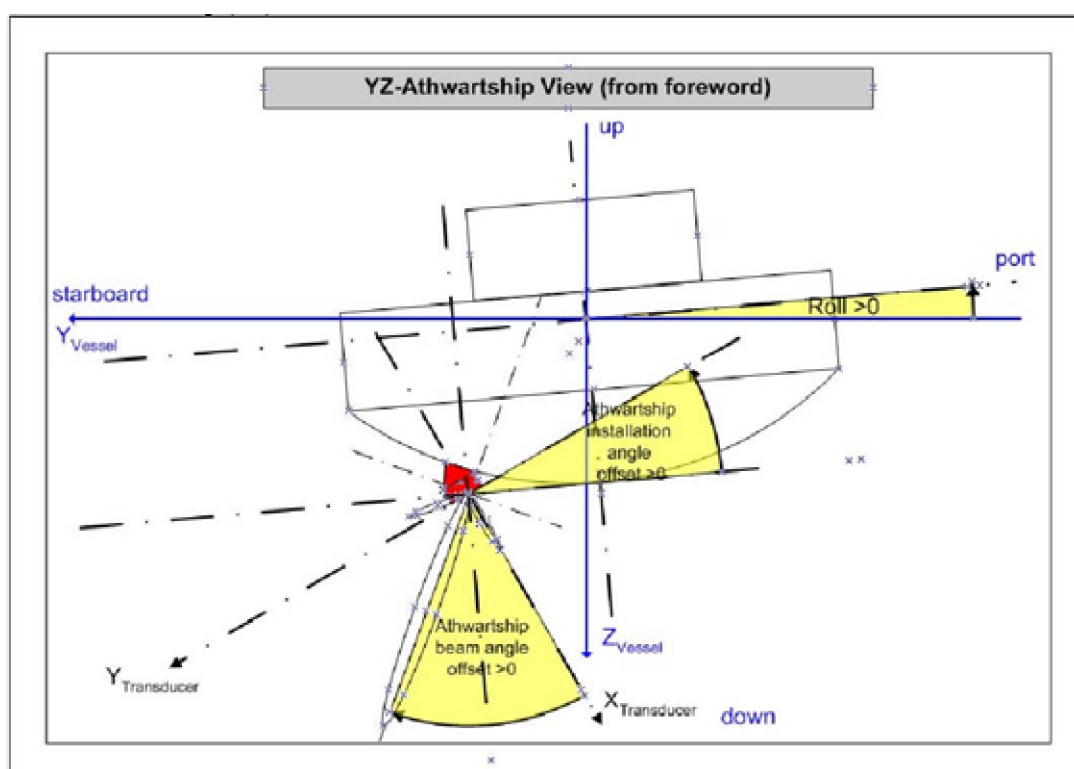 YZ-Athwartship View (from foreword)
up
port
starboard
Roll >0
Y Vessel
Athwartship
installation
angle
offset >0
Athwartship
beam angle
offset >0
Z Vessel
Y Transducer
X Transducer
down